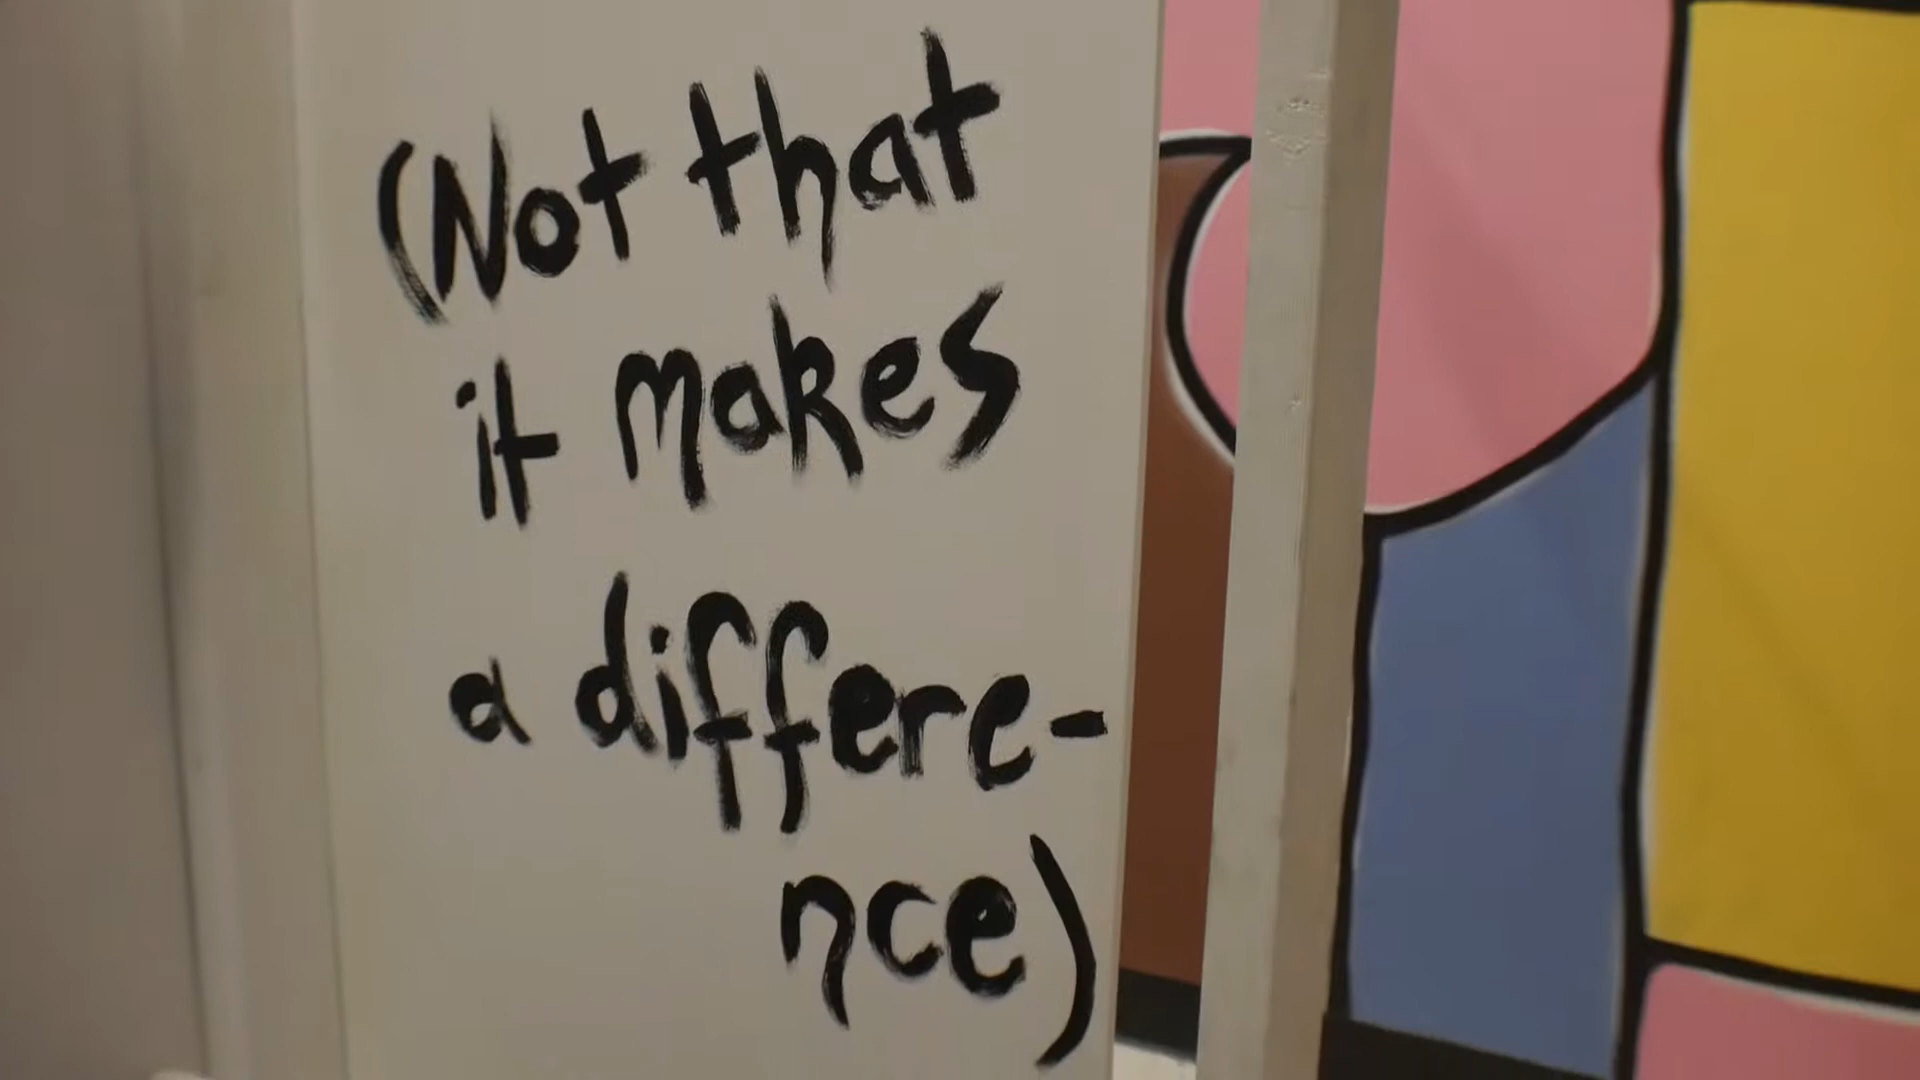 (Not that
it makes
a differe-
nce)